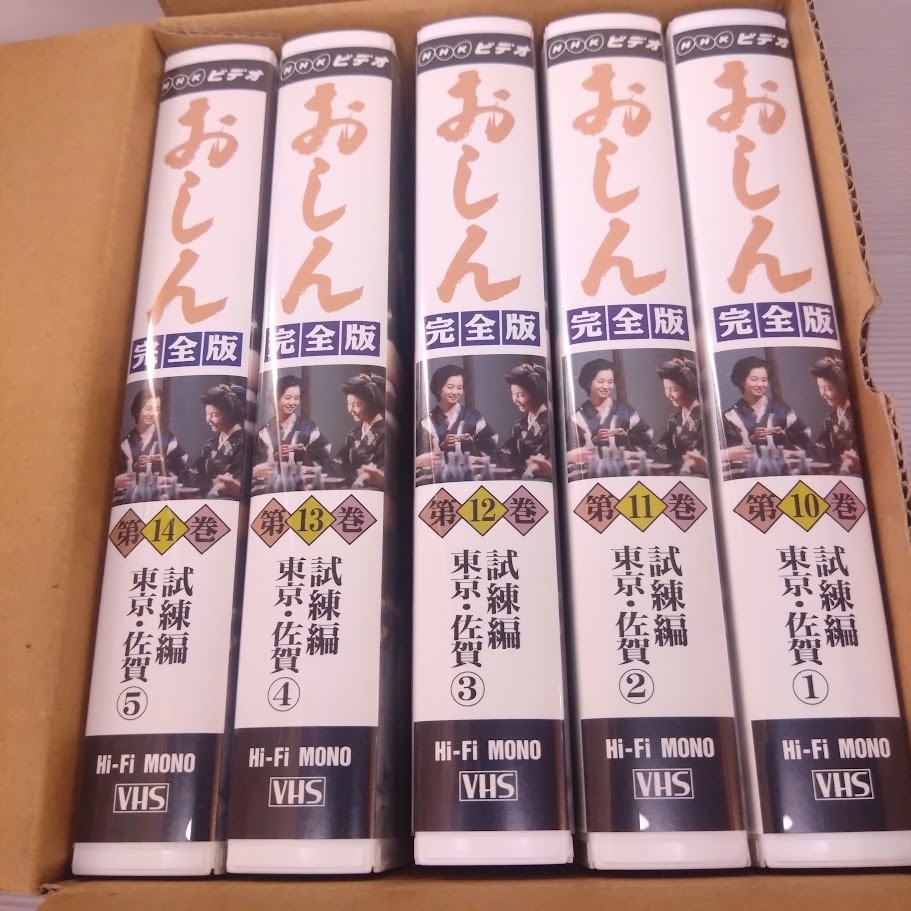 NHKビデオ
おしん
完全版
第14巻
試練編
東京・佐賀⑤
Hi-Fi MONO
VHS
NHKビデオ
おしん
完全版
第13巻
試練編
東京・佐賀④
Hi-Fi MONO
VHS
NHKビデオ
おしん
完全版
第12巻
試練編
東京・佐賀③
Hi-Fi MONO
VHS
NHKビデオ
おしん
完全版
第11巻
試練編
東京・佐賀②
Hi-Fi MONO
VHS
NHKビデオ
おしん
完全版
第10巻
試練編
東京・佐賀①
Hi-Fi MONO
VHS